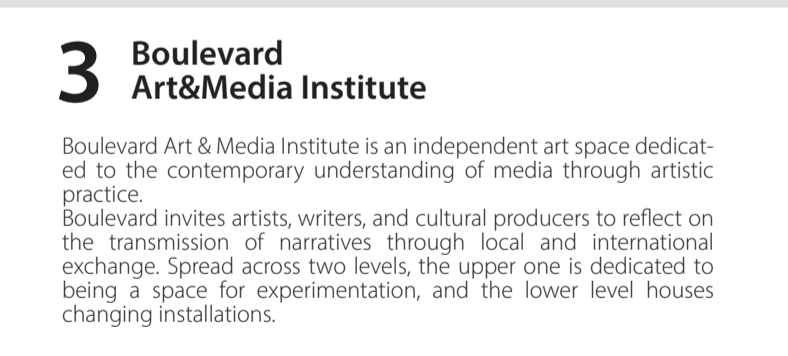 3 Boulevard
Art&Media Institute
Boulevard Art & Media Institute is an independent art space dedicat-
ed to the contemporary understanding of media through artistic
practice.
Boulevard invites artists, writers, and cultural producers to reflect on
the transmission of narratives through local and international
exchange. Spread across two levels, the upper one is dedicated to
being a space for experimentation, and the lower level houses
changing installations.